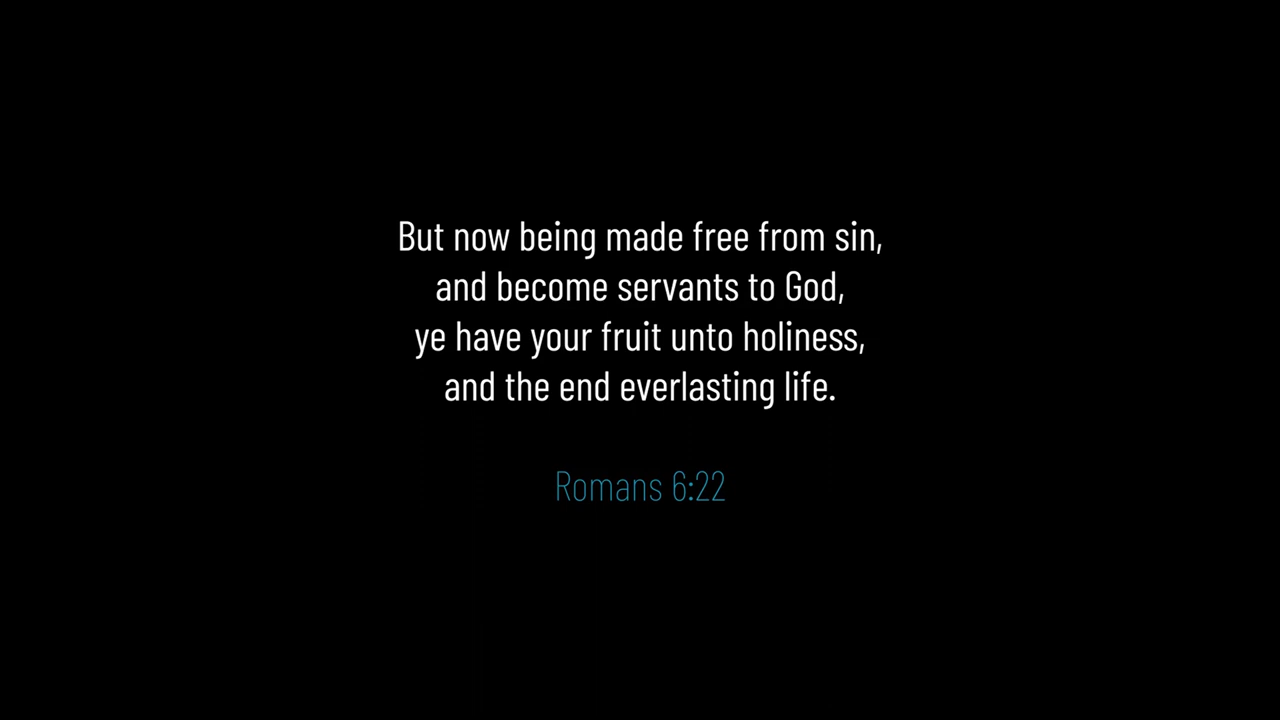 But now being made free from sin,
and become servants to God,
ye have your fruit unto holiness,
and the end everlasting life.
Romans 6:22